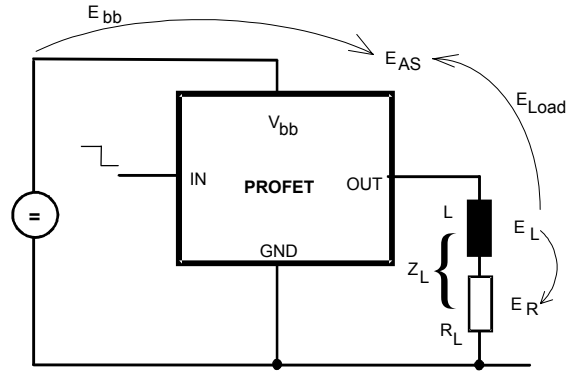 E bb
E AS
E Load
V bb
IN
PROFET
OUT
=
L
E L
GND
Z L
{
E R
R L